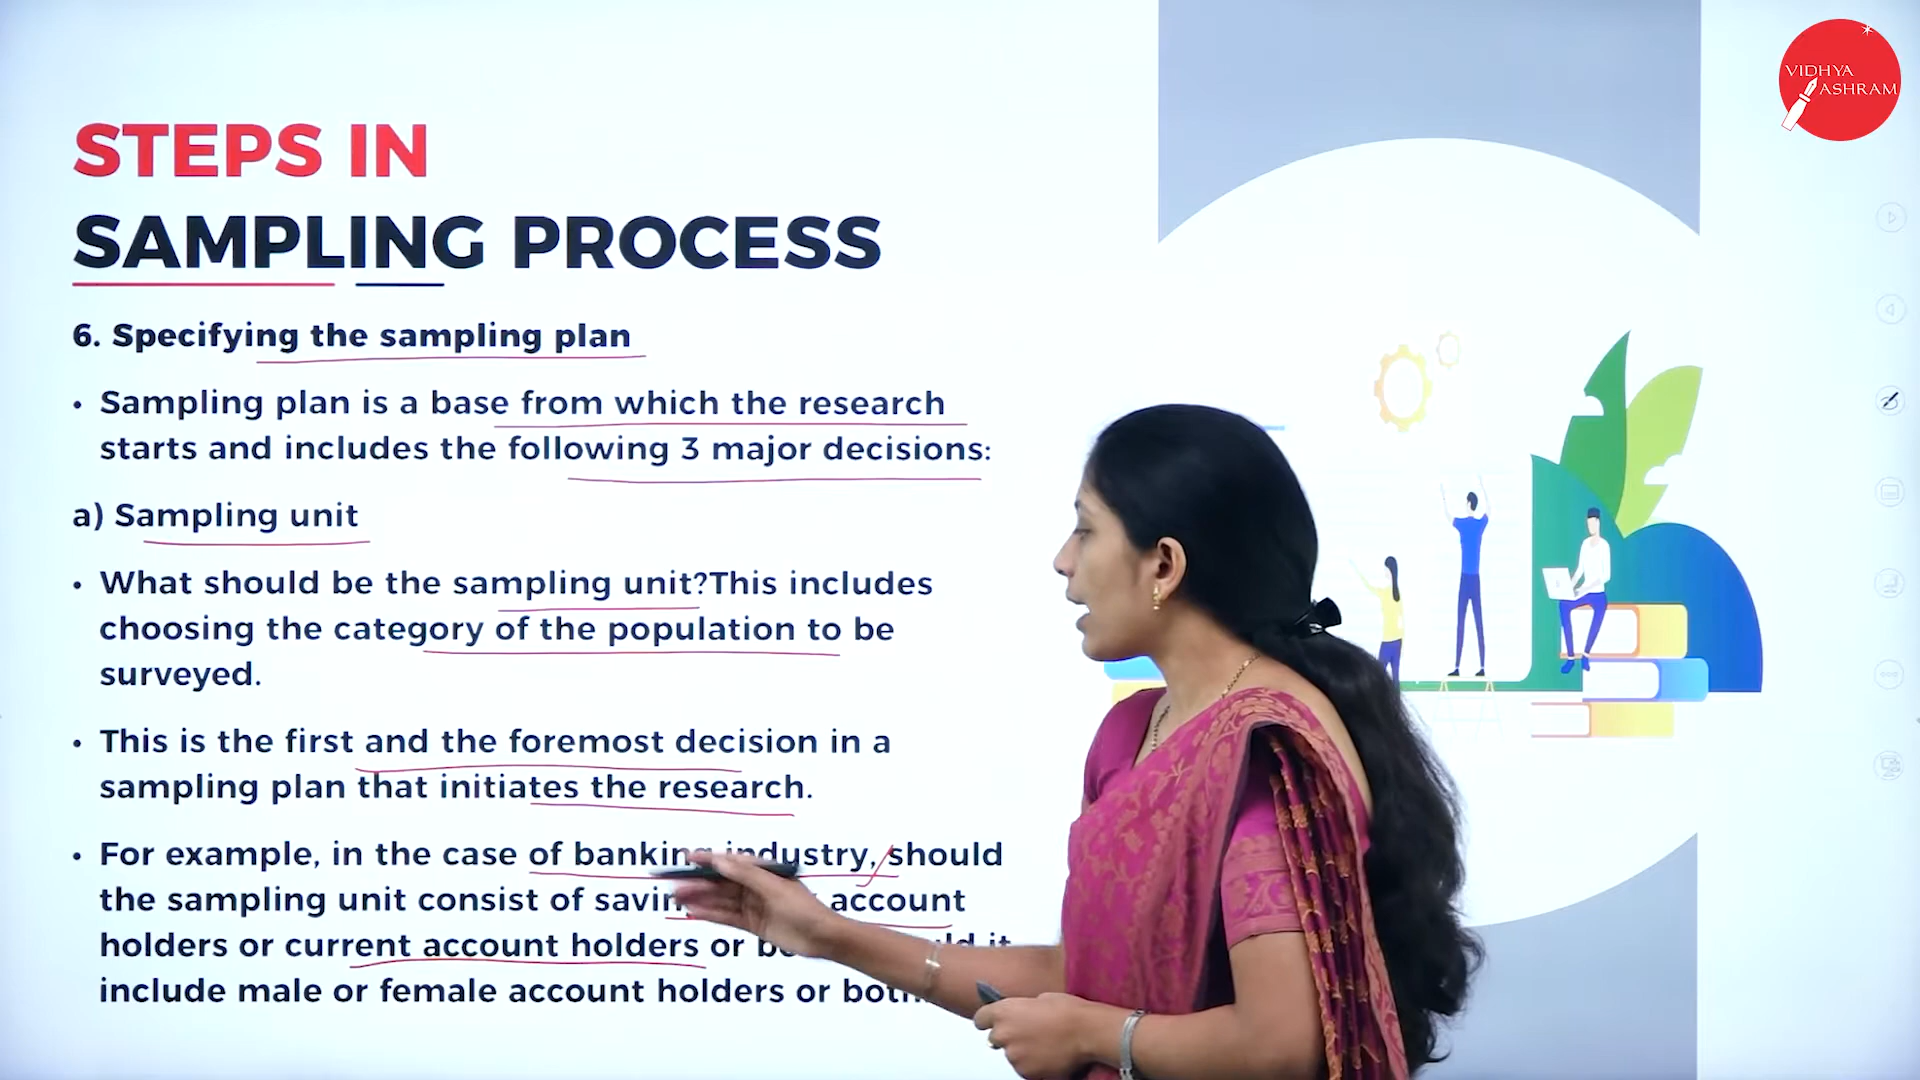 VIDHYA
ASHRAM
STEPS IN
SAMPLING PROCESS
6. Specifying the sampling plan
• Sampling plan is a base from which the research
starts and includes the following 3 major decisions:
a) Sampling unit
• What should be the sampling unit?This includes
choosing the category of the population to be
surveyed.
• This is the first and the foremost decision in a
sampling plan that initiates the research.
• For example, in the case of banking industry, should
the sampling unit consist of account
holders or current account holders or it
include male or female account holders or both